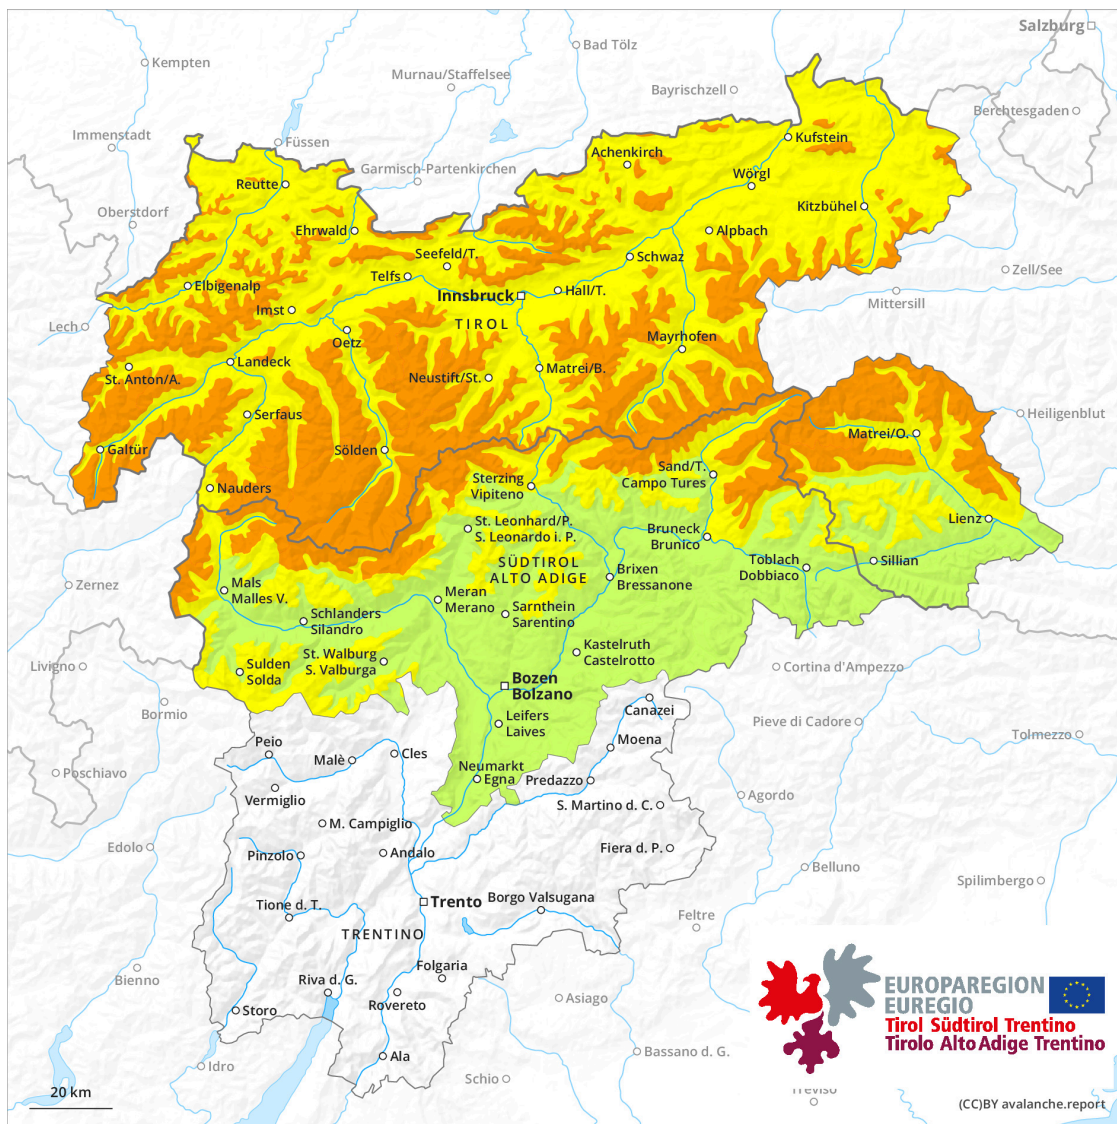 Salzburg
Bad Tölz
Kempten
Murnau/Staffelsee
Bayrischzell
Berchtesgaden
Immenstadt
Füssen
Kufstein
Achenkirch
Garmisch-Partenkirchen
Wörgl
Reutte
Kitzbühel
Oberstdorf
Ehrwald
Alpbach
Seefeld/T.
Schwaz
Zell/See
Telfs
Elbigenalp
Innsbruck
Hall/T.
Mittersill
Imst
TIROL
Lech
Oetz
Mayrhofen
Landeck
Matrei/B.
St. Anton/A.
Neustift/St.
Serfaus
Heiligenblut
Matrei/O.
Galtür
Sölden
Sand/T.
Campo Tures
Sterzing
Vipiteno
Nauders
St. Leonhard/P.
S. Leonardo i. P.
Lienz
Bruneck
Brunico
SÜDTIROL
ALTO ADIGE
Toblach
Dobbiaco
Sillian
Brixen
Bressanone
Zernez
Mals
Malles V.
Meran
Merano
Schlanders
Silandro
Sarnthein
Sarentino
Kastelruth
Castelrotto
St. Walburg
S. Valburga
Livigno
Sulden
Solda
Cortina d'Ampezzo
Bozen
Bolzano
Bormio
Canazei
Leifers
Laives
Pieve di Cadore
Tolmezzo
Peio
Moena
Cles
Malè
Neumarkt
Egna
Poschiavo
Predazzo
Vermiglio
Agordo
S. Martino d. C.
M. Campiglio
Edolo
Fiera d. P.
Pinzolo
Andalo
Belluno
Spilimbergo
Borgo Valsugana
Trento
Tione d. T.
Feltre
TRENTINO
Folgaria
Bienno
Riva d. G.
Rovereto
Asiago
Storo
EUROPAREGION
EUREGIO
Tirol Südtirol Trentino
Tirolo Alto Adige Trentino
Ala
Bassano d. G.
Idro
Schio
20 km
Treviso
(CC)BY avalanche.report